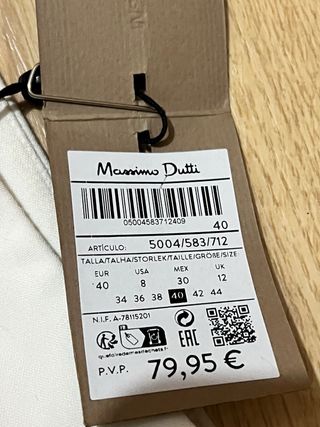 Massimo Dutti
05004583712409
40
ARTÍCULO: 5004/583/712
TALLA/TALHA/STORLEK/TAILLE/GRÖßE/SIZE
EUR USA MEX UK
40 8 30 12
34 36 38 40 42 44
N.I.F. A-78115201
EAC
P.V.P. 79,95 €